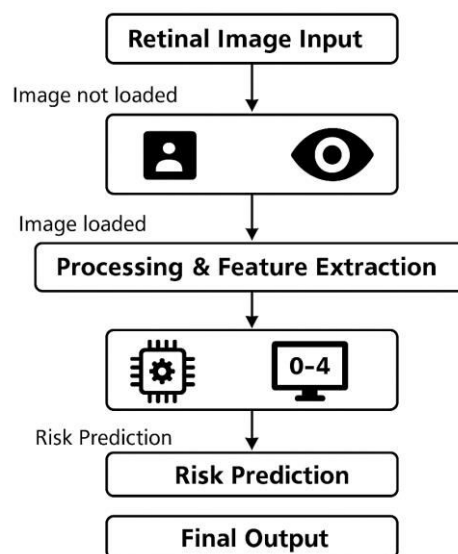 Retinal Image Input
Image not loaded
Image loaded
Processing & Feature Extraction
0-4
Risk Prediction
Risk Prediction
Final Output